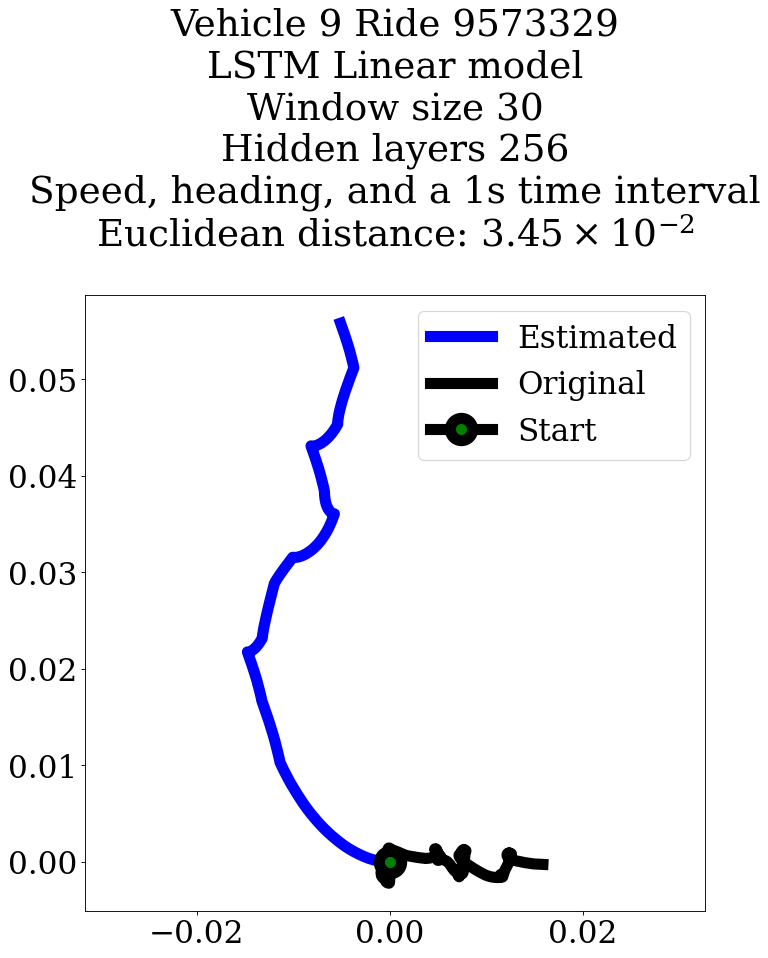 Vehicle 9 Ride 9573329
LSTM Linear model
Window size 30
Hidden layers 256
Speed, heading, and a 1s time interval
Euclidean distance: 3.45 × 10⁻²
Estimated
Original
Start
0.05
0.04
0.03
0.02
0.01
0.00
−0.02 0.00 0.02